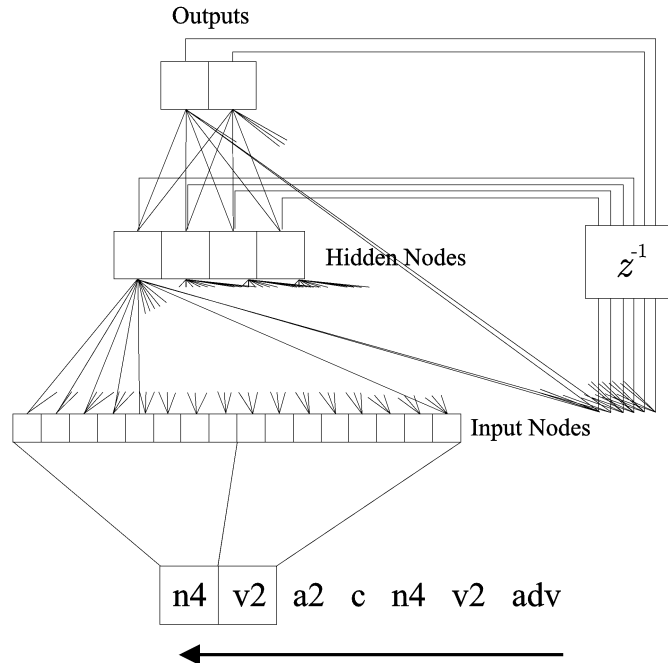 Outputs
Hidden Nodes
z-1
Input Nodes
n4 v2 a2 c n4 v2 adv